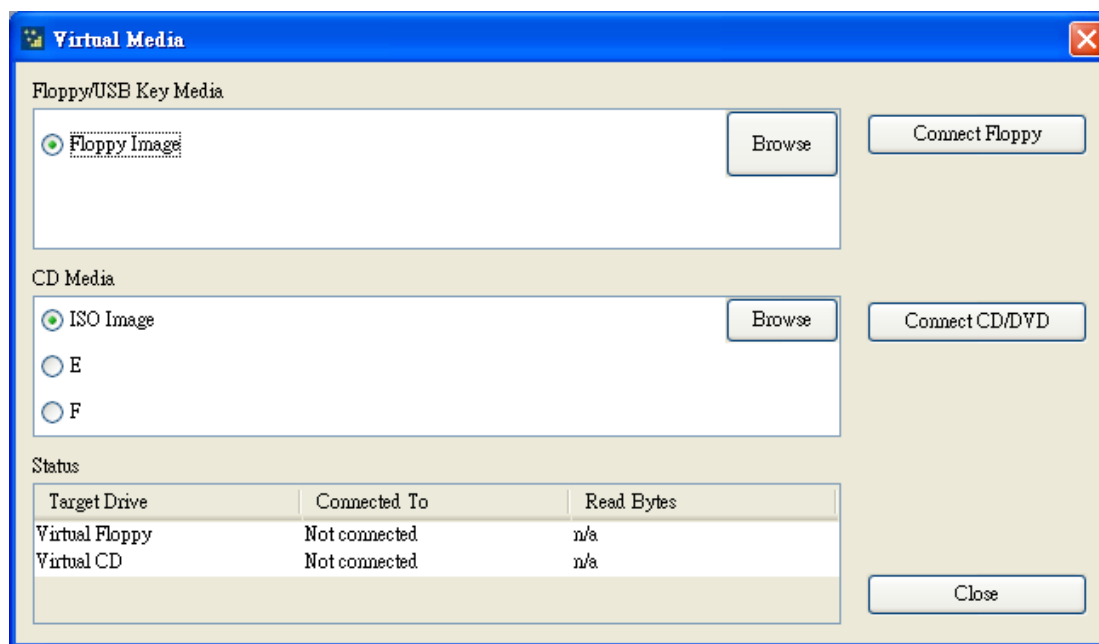 Virtual Media
Floppy/USB Key Media
Floppy Image
Browse
Connect Floppy
CD Media
ISO Image
Browse
Connect CD/DVD
E
F
Status
Target Drive Connected To Read Bytes
Virtual Floppy Not connected n/a
Virtual CD Not connected n/a
Close